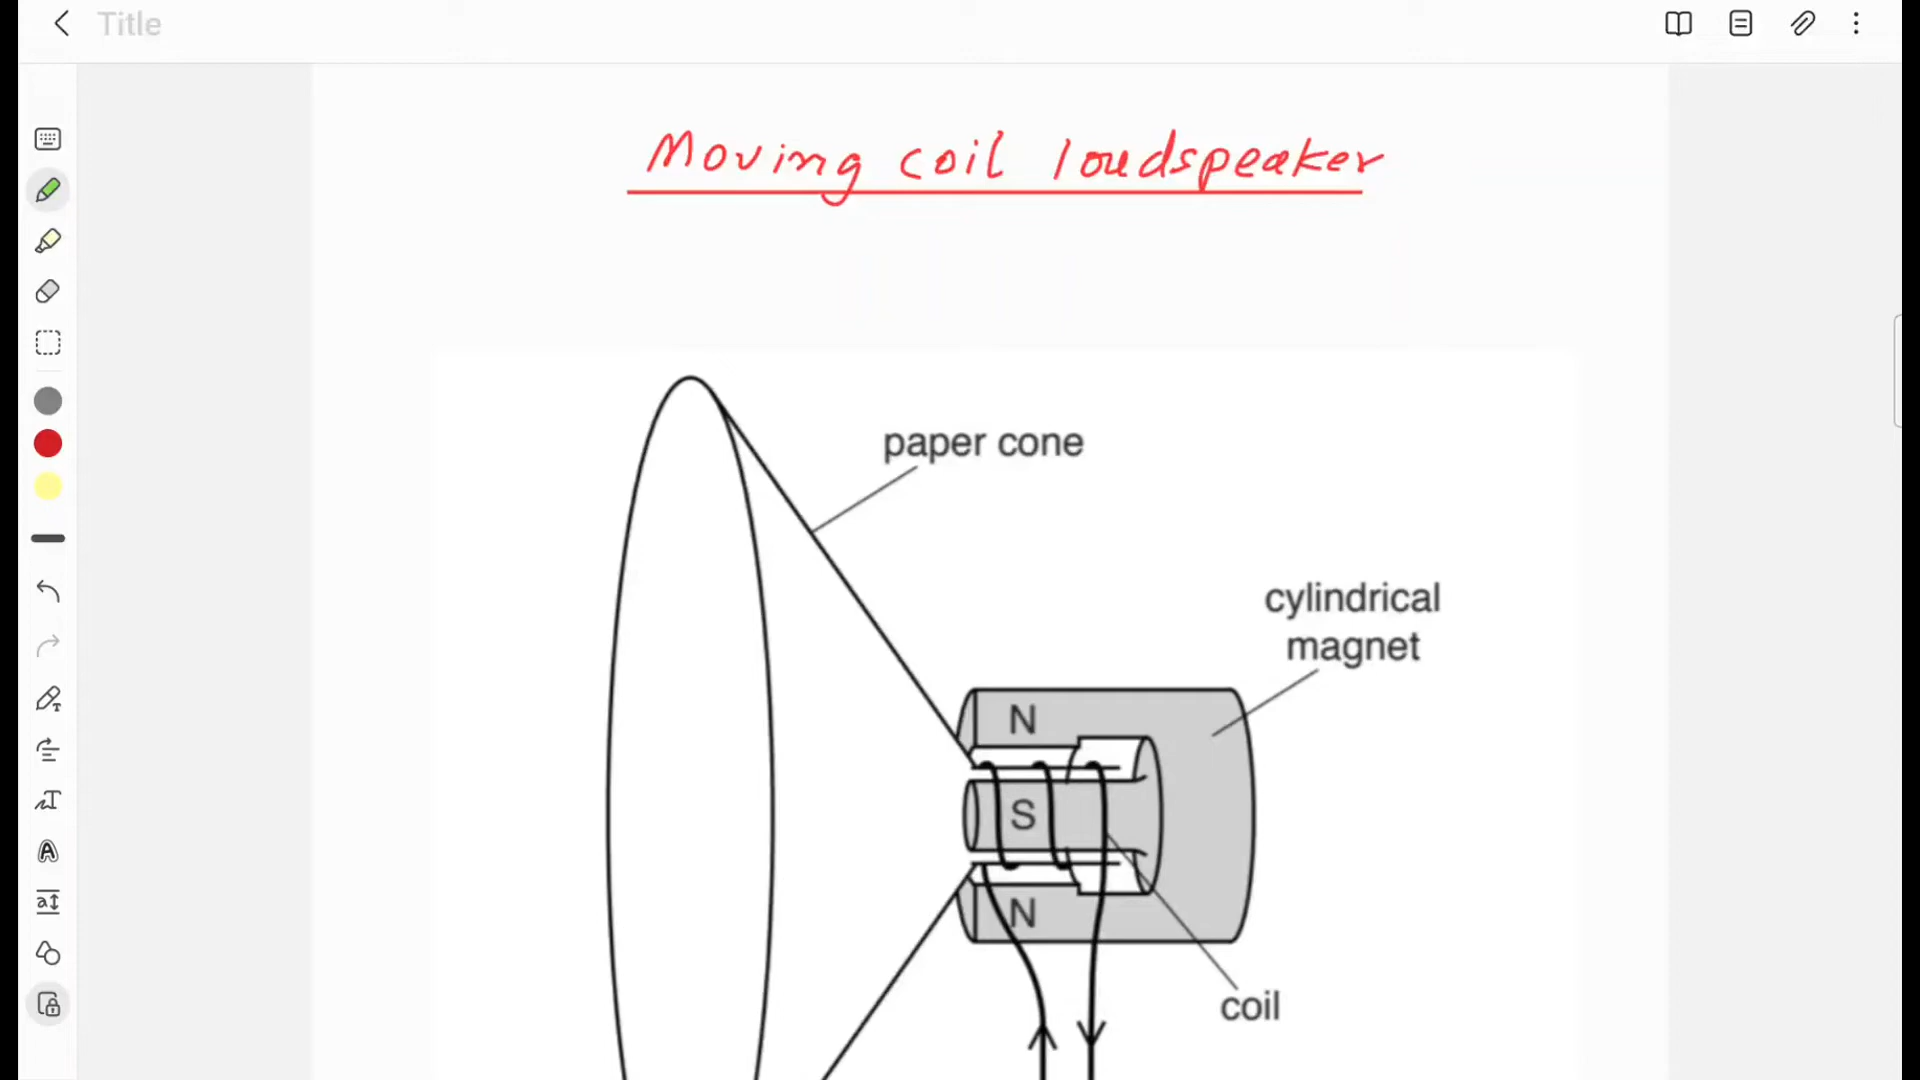 Title
Moving coil loudspeaker
paper cone
cylindrical
magnet
N
S
N
coil